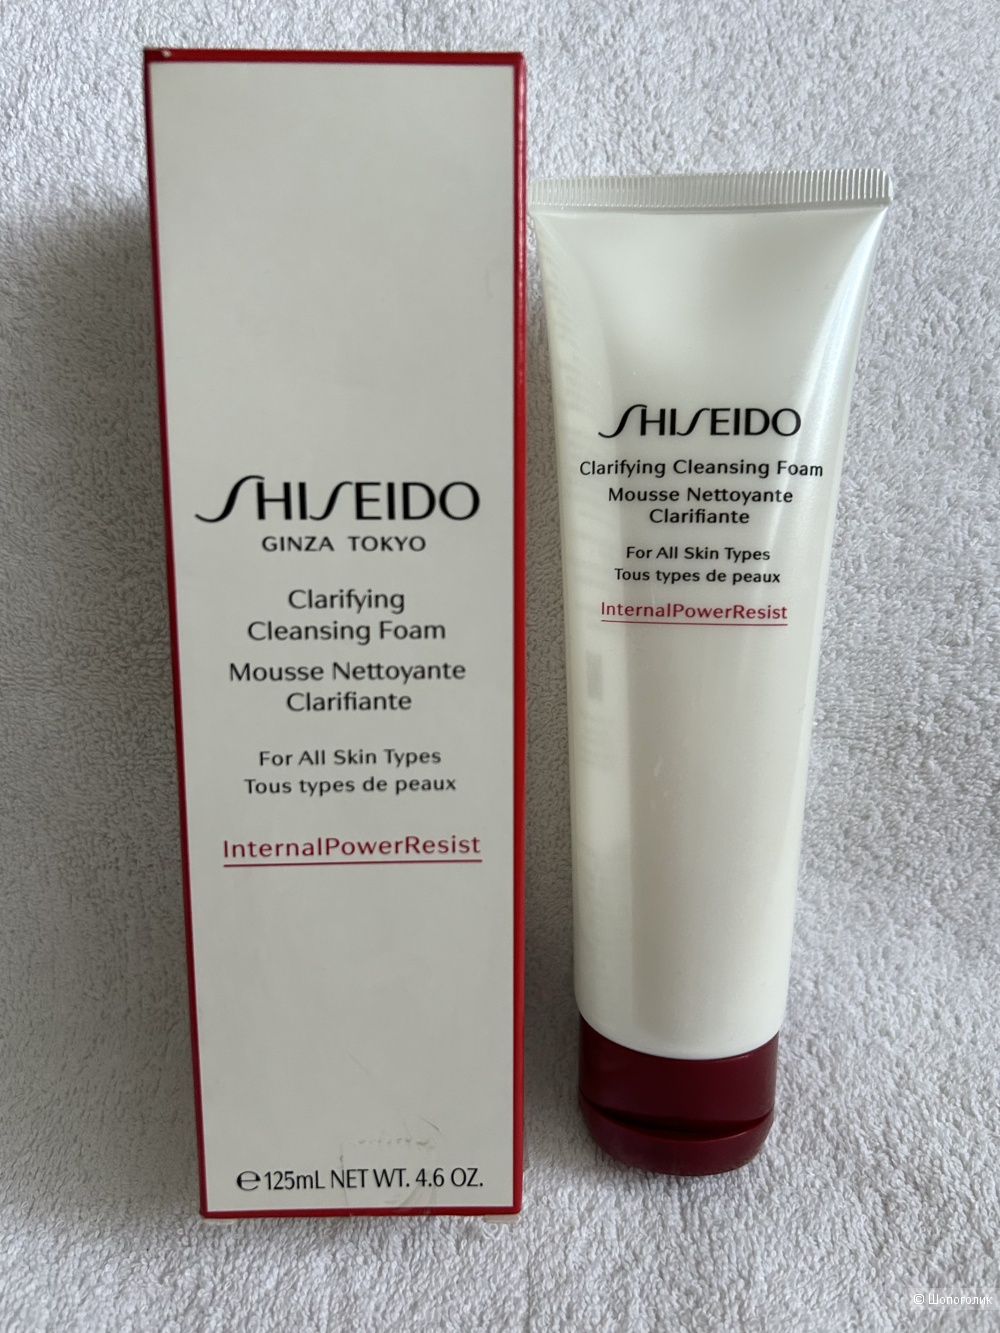 SHISEIDO
GINZA TOKYO
Clarifying
Cleansing Foam
Mousse Nettoyante
Clarifiante
For All Skin Types
Tous types de peaux
InternalPowerResist
℮125mL NET WT. 4.6 OZ.
SHISEIDO
Clarifying Cleansing Foam
Mousse Nettoyante
Clarifiante
For All Skin Types
Tous types de peaux
InternalPowerResist
© Шопоголик